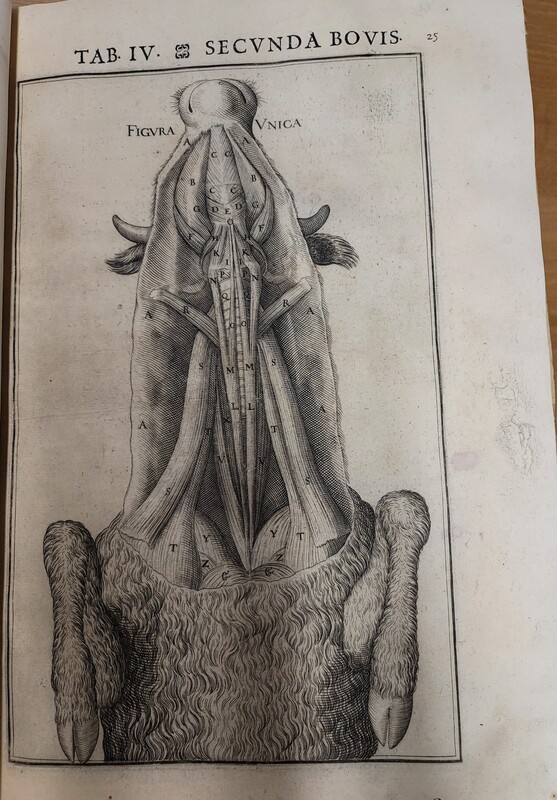 TAB· IV· SECVNDA BOVIS· 25
FIGVRA VNICA
A C C A
B B
C C
G D E D G
F
K I
N P N
Q
A R R A
O O
S S
M M
L L
A A
T
S S
T Y Y T
Z Z